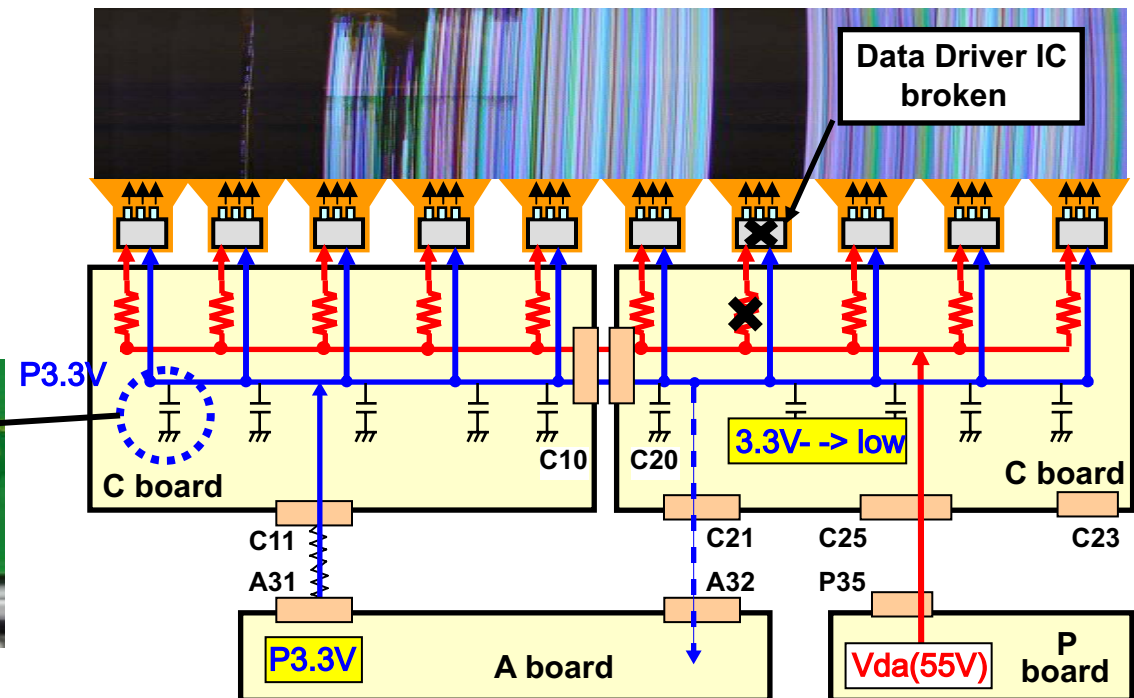 Data Driver IC
broken
P3.3V
3.3V- -> low
C10
C20
C board
C board
C11
C21
C25
C23
A31
A32
P35
P3.3V
A board
Vda(55V)
P
board